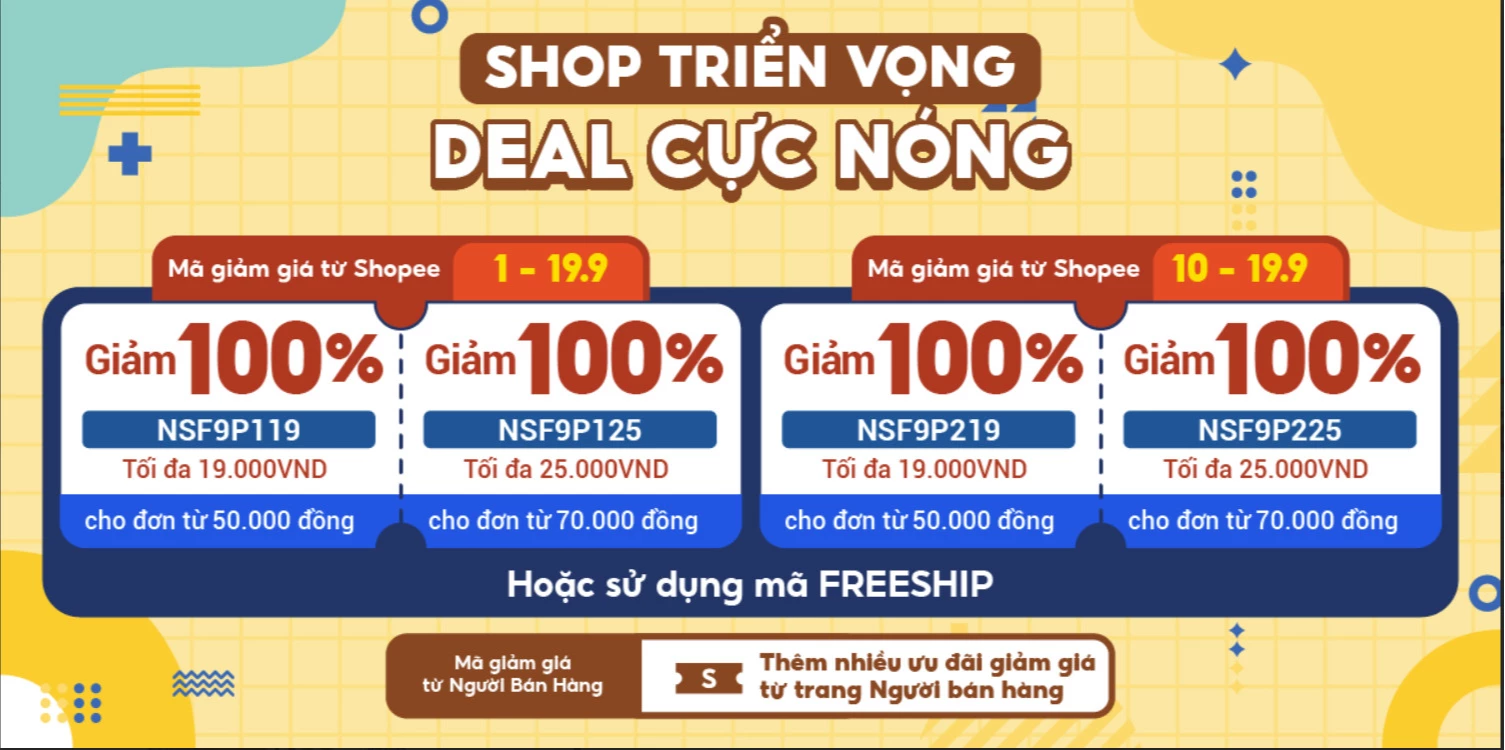 SHOP TRIỂN VỌNG
DEAL CỰC NÓNG
Mã giảm giá từ Shopee 1 - 19.9
Giảm 100%
NSF9P119
Tối đa 19.000VND
cho đơn từ 50.000 đồng
Giảm 100%
NSF9P125
Tối đa 25.000VND
cho đơn từ 70.000 đồng
Mã giảm giá từ Shopee 10 - 19.9
Giảm 100%
NSF9P219
Tối đa 19.000VND
cho đơn từ 50.000 đồng
Giảm 100%
NSF9P225
Tối đa 25.000VND
cho đơn từ 70.000 đồng
Hoặc sử dụng mã FREESHIP
Mã giảm giá
từ Người Bán Hàng
S
Thêm nhiều ưu đãi giảm giá
từ trang Người bán hàng